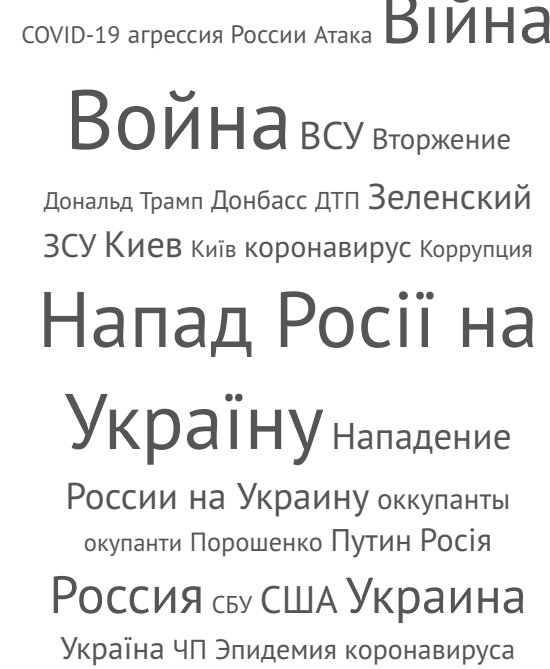 COVID-19 агрессия России Атака Війна
Война ВСУ Вторжение
Дональд Трамп Донбасс ДТП Зеленский
ЗСУ Киев Київ коронавирус Коррупция
Напад Росії на
Україну Нападение
России на Украину оккупанты
окупанти Порошенко Путин Росія
Россия СБУ США Украина
Україна ЧП Эпидемия коронавируса